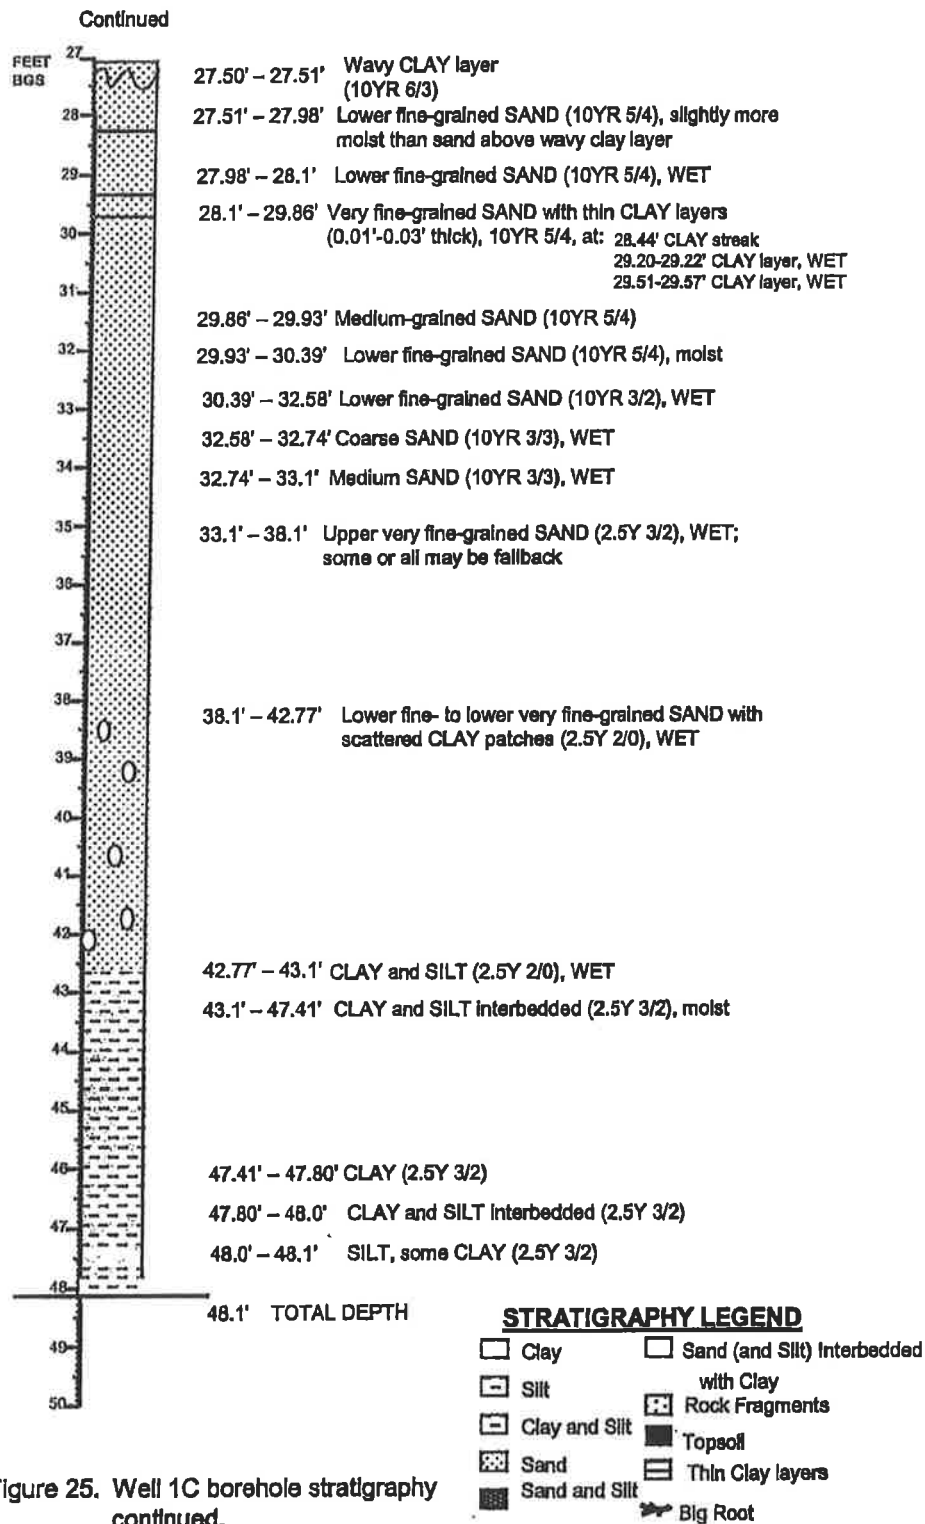 Continued
FEET
BGS
27
28
29
30
31
32
33
34
35
36
37
38
39
40
41
42
43
44
45
46
47
48
49
50
27.50' – 27.51' Wavy CLAY layer
(10YR 6/3)
27.51' – 27.98' Lower fine-grained SAND (10YR 5/4), slightly more
moist than sand above wavy clay layer
27.98' – 28.1' Lower fine-grained SAND (10YR 5/4), WET
28.1' – 29.86' Very fine-grained SAND with thin CLAY layers
(0.01'-0.03' thick), 10YR 5/4, at: 28.44' CLAY streak
29.20-29.22' CLAY layer, WET
29.51-29.57' CLAY layer, WET
29.86' – 29.93' Medium-grained SAND (10YR 5/4)
29.93' – 30.39' Lower fine-grained SAND (10YR 5/4), moist
30.39' – 32.58' Lower fine-grained SAND (10YR 3/2), WET
32.58' – 32.74' Coarse SAND (10YR 3/3), WET
32.74' – 33.1' Medium SAND (10YR 3/3), WET
33.1' – 38.1' Upper very fine-grained SAND (2.5Y 3/2), WET;
some or all may be fallback
38.1' – 42.77' Lower fine- to lower very fine-grained SAND with
scattered CLAY patches (2.5Y 2/0), WET
42.77' – 43.1' CLAY and SILT (2.5Y 2/0), WET
43.1' – 47.41' CLAY and SILT interbedded (2.5Y 3/2), moist
47.41' – 47.80' CLAY (2.5Y 3/2)
47.80' – 48.0' CLAY and SILT interbedded (2.5Y 3/2)
48.0' – 48.1' SILT, some CLAY (2.5Y 3/2)
48.1' TOTAL DEPTH
STRATIGRAPHY LEGEND
Clay
Silt
Clay and Silt
Sand
Sand and Silt
Sand (and Silt) Interbedded
with Clay
Rock Fragments
Topsoil
Thin Clay layers
Big Root
igure 25. Well 1C borehole stratigraphy
continued.